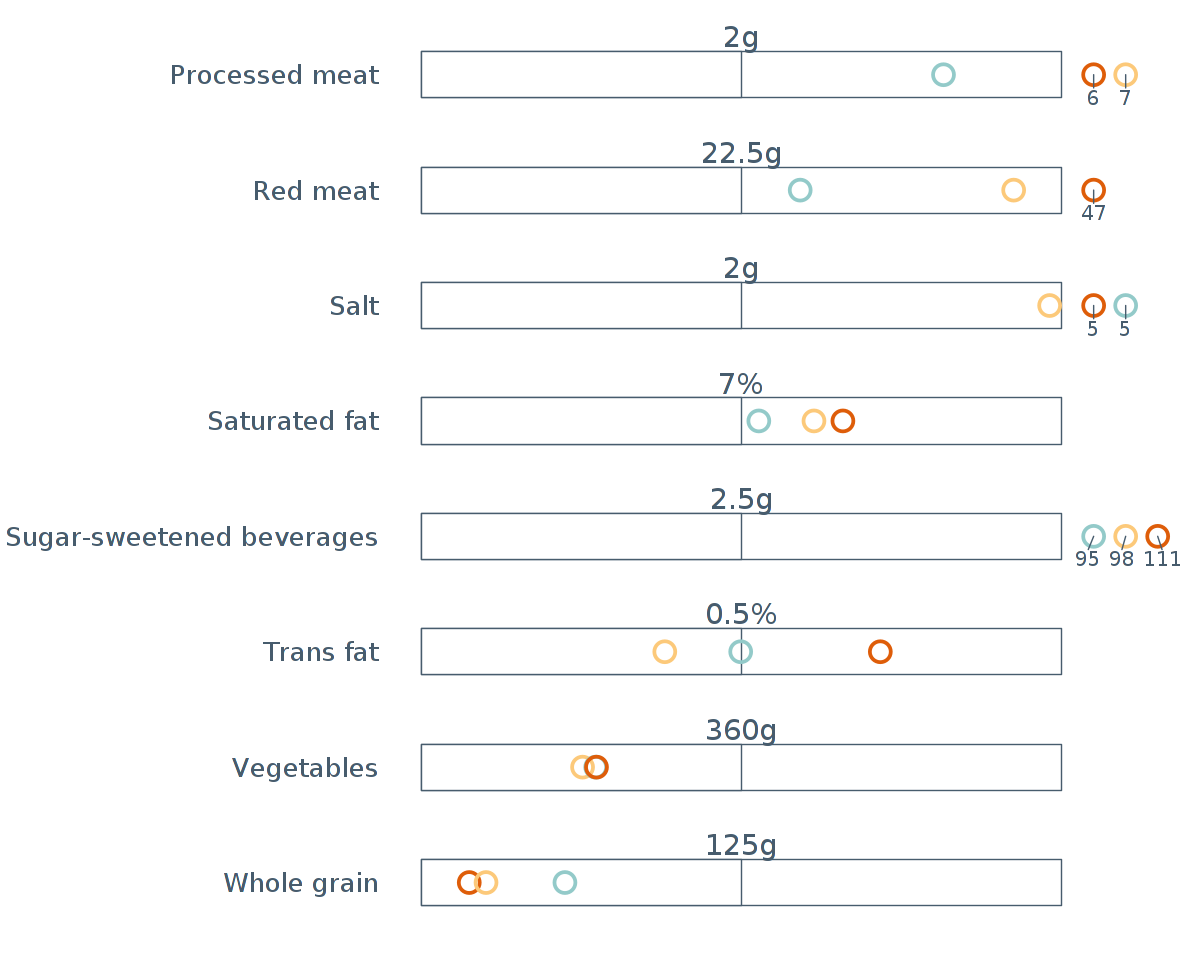 2g
Processed meat
6 7
22.5g
Red meat
47
2g
Salt
5 5
7%
Saturated fat
2.5g
Sugar-sweetened beverages
95 98 111
0.5%
Trans fat
360g
Vegetables
125g
Whole grain